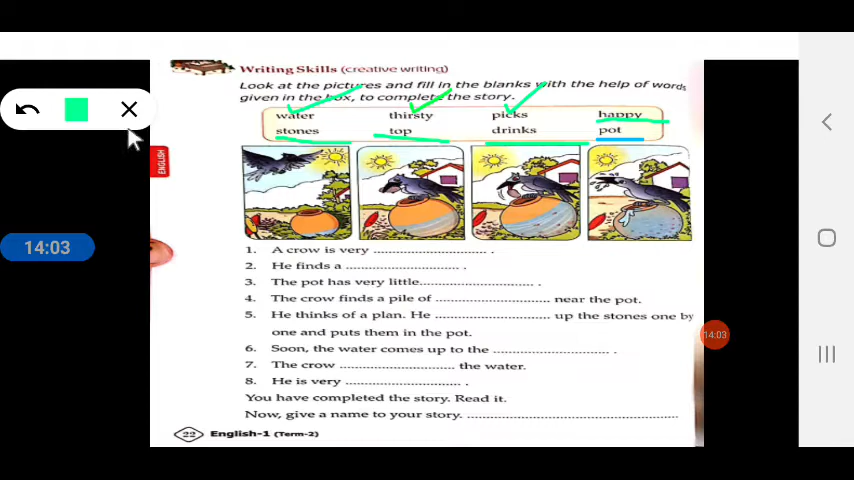 Writing Skills (creative writing)
Look at the pictures and fill in the blanks with the help of words
given in the box, to complete the story.
water thirsty picks happy
stones top drinks pot
ENGLISH
14:03
1. A crow is very .............................. .
2. He finds a .............................. .
3. The pot has very little.............................. .
4. The crow finds a pile of .............................. near the pot.
14:03
5. He thinks of a plan. He .............................. up the stones one by
one and puts them in the pot.
6. Soon, the water comes up to the .............................. .
7. The crow .............................. the water.
8. He is very .............................. .
You have completed the story. Read it.
Now, give a name to your story. ..............................
22 English-1 (Term-2)